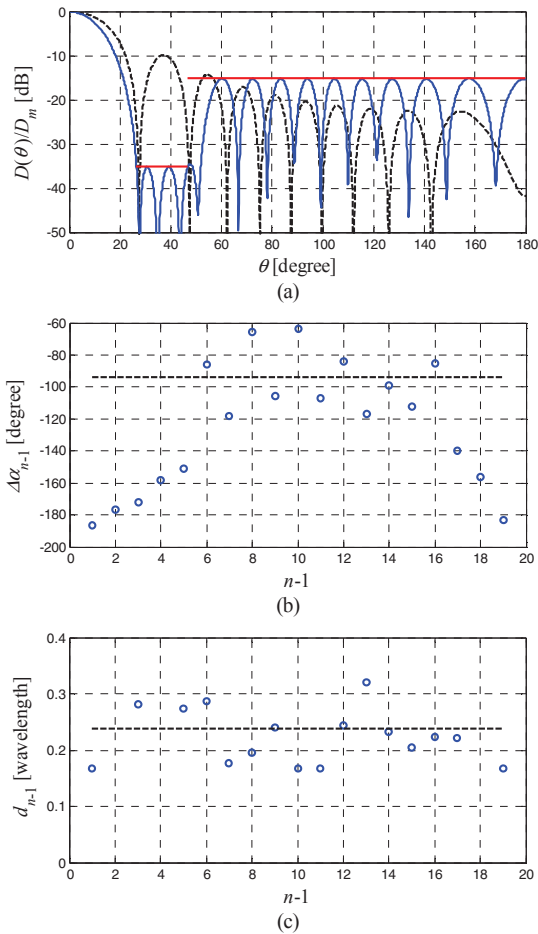 0
-10
-20
-30
-40
-50
D(θ)/D_m [dB]
0 20 40 60 80 100 120 140 160 180
θ [degree]
(a)
-60
-80
-100
-120
-140
-160
-180
-200
Δα_{n-1} [degree]
0 2 4 6 8 10 12 14 16 18 20
n-1
(b)
0.4
0.3
0.2
0.1
0
d_{n-1} [wavelength]
0 2 4 6 8 10 12 14 16 18 20
n-1
(c)